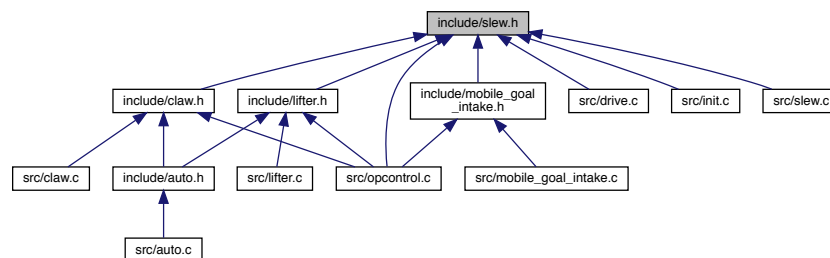 include/slew.h
include/claw.h
include/lifter.h
include/mobile_goal
_intake.h
src/drive.c
src/init.c
src/slew.c
src/claw.c
include/auto.h
src/lifter.c
src/opcontrol.c
src/mobile_goal_intake.c
src/auto.c